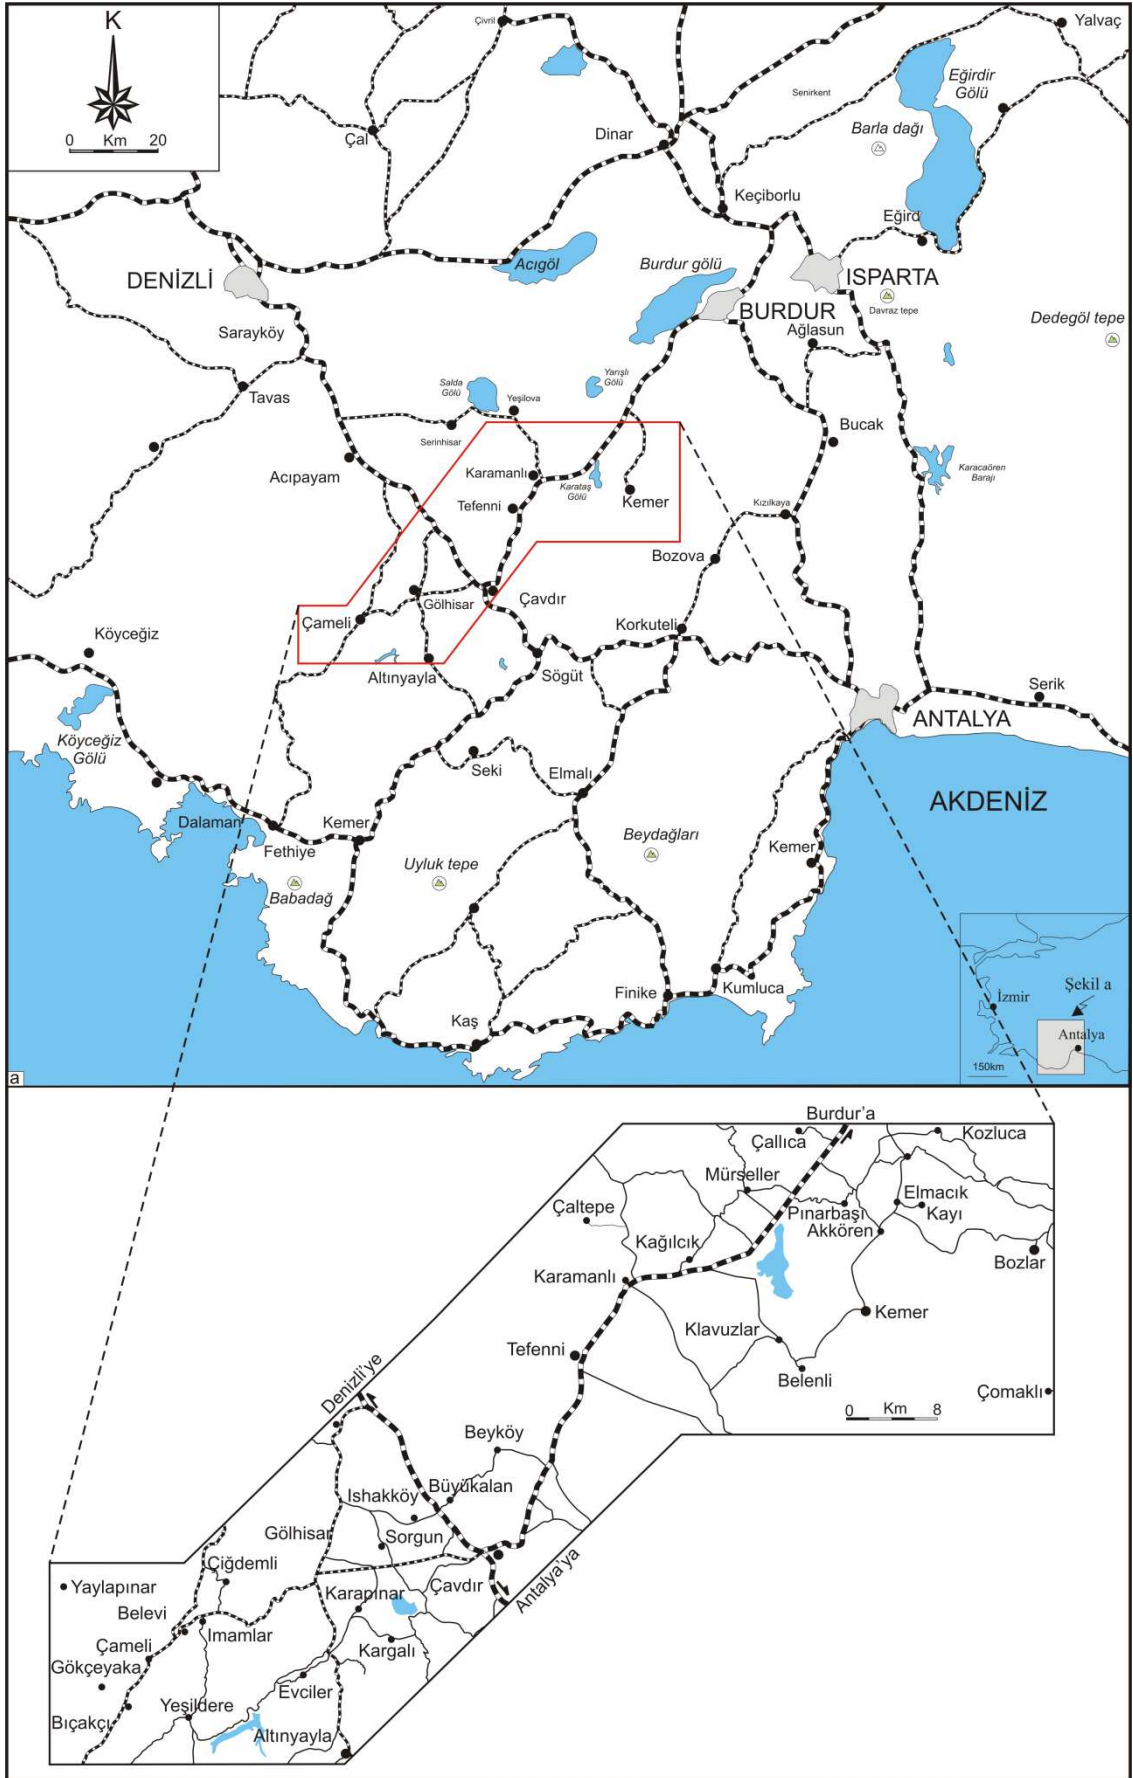 K
0 Km 20
Çivril
Yalvaç
Eğirdir
Gölü
Senirkent
Barla dağı
Çal
Dinar
Keçiborlu
Eğird
DENİZLİ
Acıgöl
Burdur gölü
ISPARTA
BURDUR
Davraz tepe
Ağlasun
Dedegöl tepe
Sarayköy
Tavas
Salda
Gölü
Yeşilova
Yarışlı
Gölü
Serinhisar
Bucak
Acıpayam
Karamanlı
Karataş
Gölü
Kemer
Karacaören
Barajı
Tefenni
Kızılkaya
Bozova
Gölhisar
Çavdır
Çameli
Korkuteli
Köyceğiz
Altınyayla
Sögüt
Serik
ANTALYA
Köyceğiz
Gölü
Seki
Elmalı
AKDENİZ
Dalaman
Fethiye
Kemer
Beydağları
Kemer
Uyluk tepe
Babadağ
Finike
Kumluca
Kaş
Şekil a
İzmir
Antalya
150km
a
Burdur'a
Çallıca
Kozluca
Mürseller
Çaltepe
Elmacık
Pınarbaşı
Kayı
Akkören
Kağılcık
Bozlar
Karamanlı
Kemer
Klavuzlar
Tefenni
Belenli
Çomaklı
0 Km 8
Denizli'ye
Beyköy
Büyükalan
Ishakköy
Gölhisar
Sorgun
Çiğdemli
Yaylapınar
Karapınar
Çavdır
Antalya'ya
Belevi
Imamlar
Çameli
Kargalı
Gökçeyaka
Evciler
Yeşildere
Bıçakçı
Altınyayla